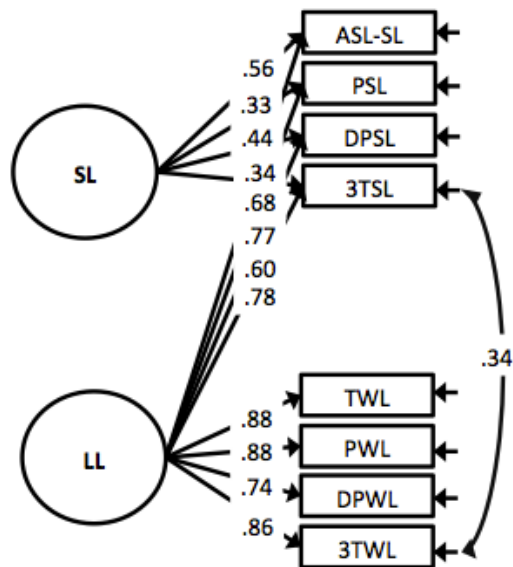 ASL-SL
.56
PSL
.33
.44
DPSL
SL
.34
3TSL
.68
.77
.60
.78
.34
TWL
.88
PWL
LL
.88
.74
DPWL
.86
3TWL